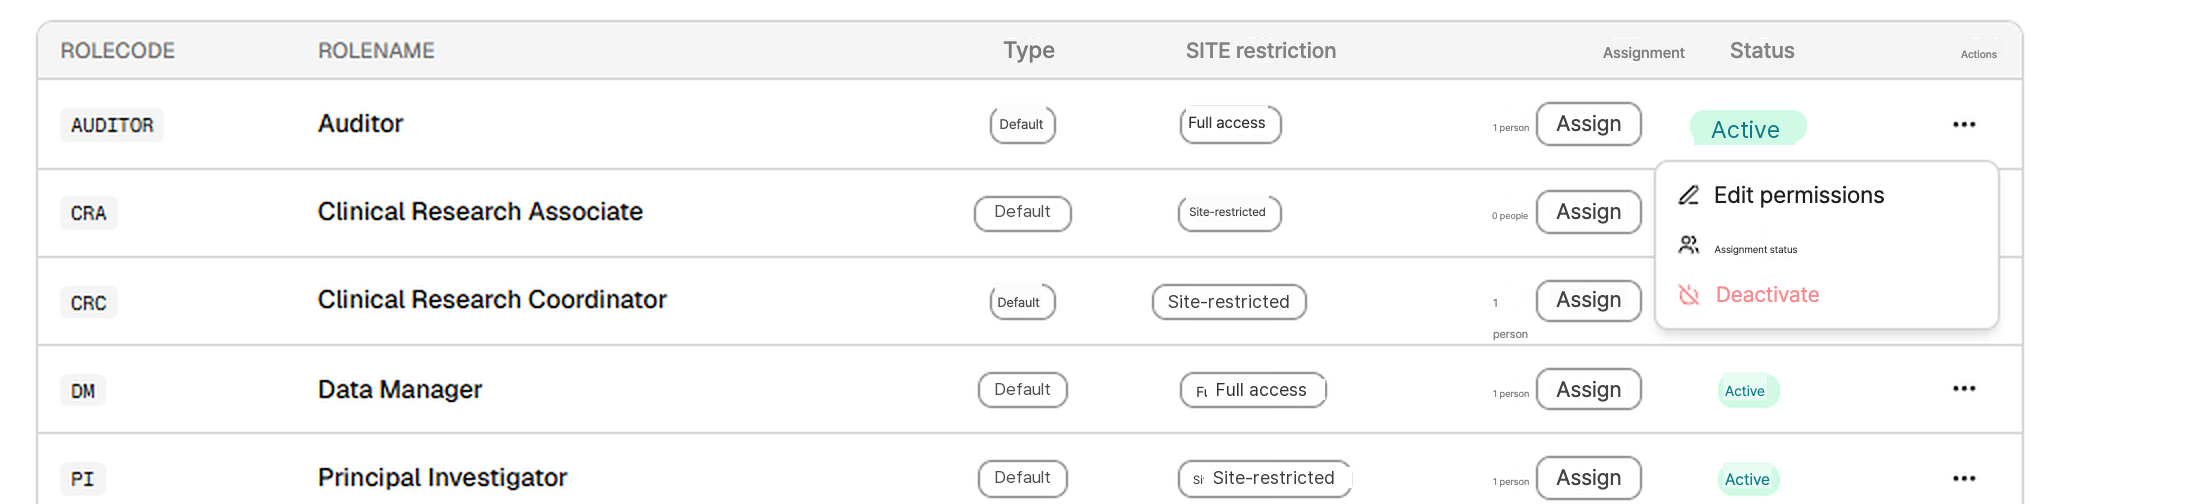 ROLECODE ROLENAME Type SITE restriction Assignment Status Actions
AUDITOR Auditor Default Full access 1 person Assign Active
Edit permissions
CRA Clinical Research Associate Default Site-restricted 0 people Assign
Assignment status
CRC Clinical Research Coordinator Default Site-restricted 1 person Assign
Deactivate
DM Data Manager Default Full access 1 person Assign Active
PI Principal Investigator Default Site-restricted 1 person Assign Active